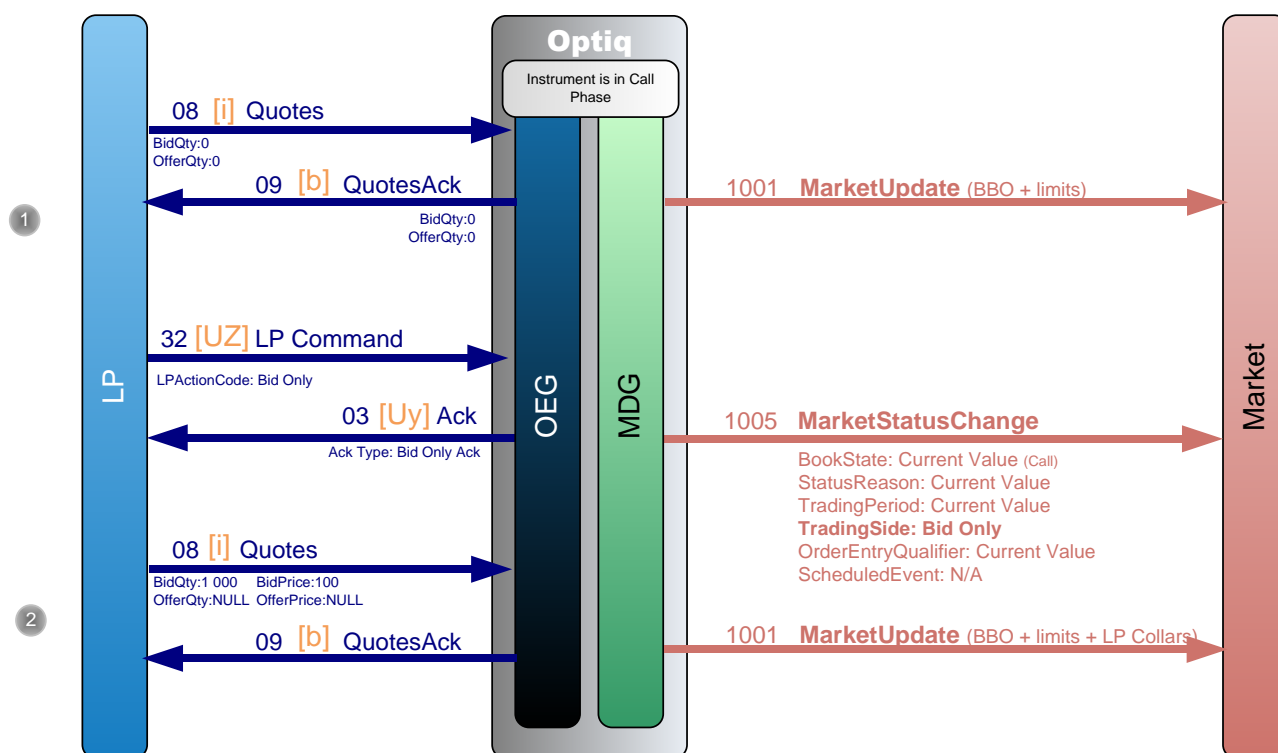 Optiq
Instrument is in Call
Phase
08 [i] Quotes
BidQty:0
OfferQty:0
09 [b] QuotesAck
BidQty:0
OfferQty:0
1001 MarketUpdate (BBO + limits)
1
32 [UZ] LP Command
LPActionCode: Bid Only
03 [Uy] Ack
Ack Type: Bid Only Ack
1005 MarketStatusChange
BookState: Current Value (Call)
StatusReason: Current Value
TradingPeriod: Current Value
TradingSide: Bid Only
OrderEntryQualifier: Current Value
ScheduledEvent: N/A
LP
OEG
MDG
Market
08 [i] Quotes
BidQty:1 000 BidPrice:100
OfferQty:NULL OfferPrice:NULL
2
09 [b] QuotesAck
1001 MarketUpdate (BBO + limits + LP Collars)